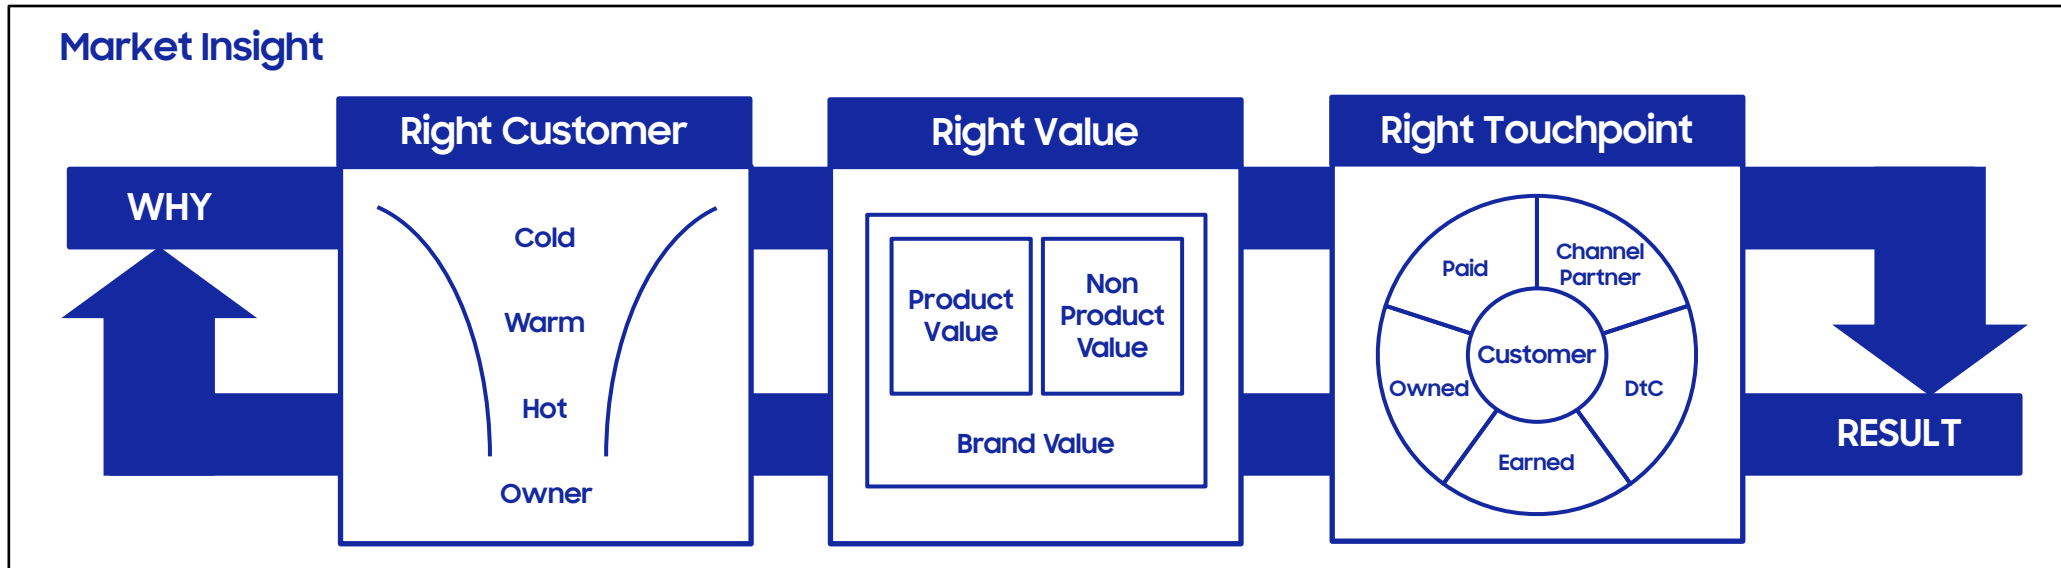 Market Insight
Right Customer
Right Value
Right Touchpoint
WHY
Cold
Warm
Hot
Owner
Product
Value
Non
Product
Value
Brand Value
Paid
Channel
Partner
Customer
Owned
DtC
Earned
RESULT